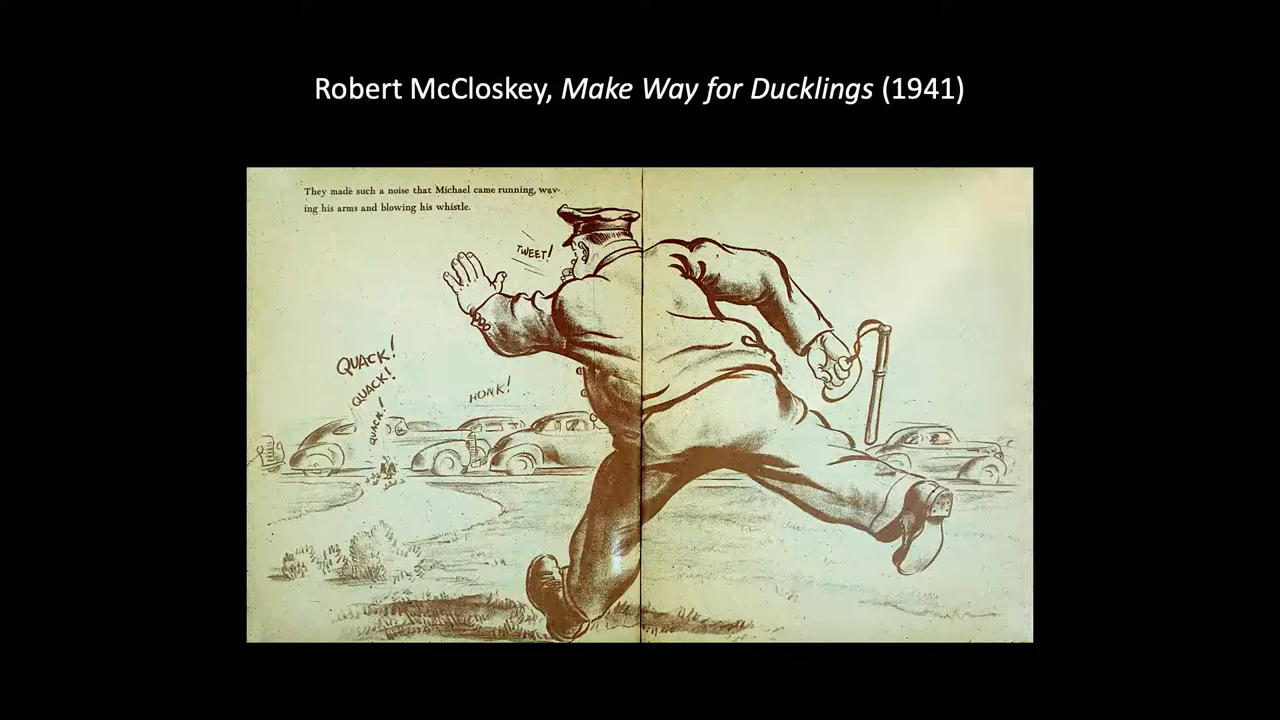 Robert McCloskey, Make Way for Ducklings (1941)
They made such a noise that Michael came running, wav-
ing his arms and blowing his whistle.
TWEET!
QUACK!
QUACK!
HONK!
QUACK!